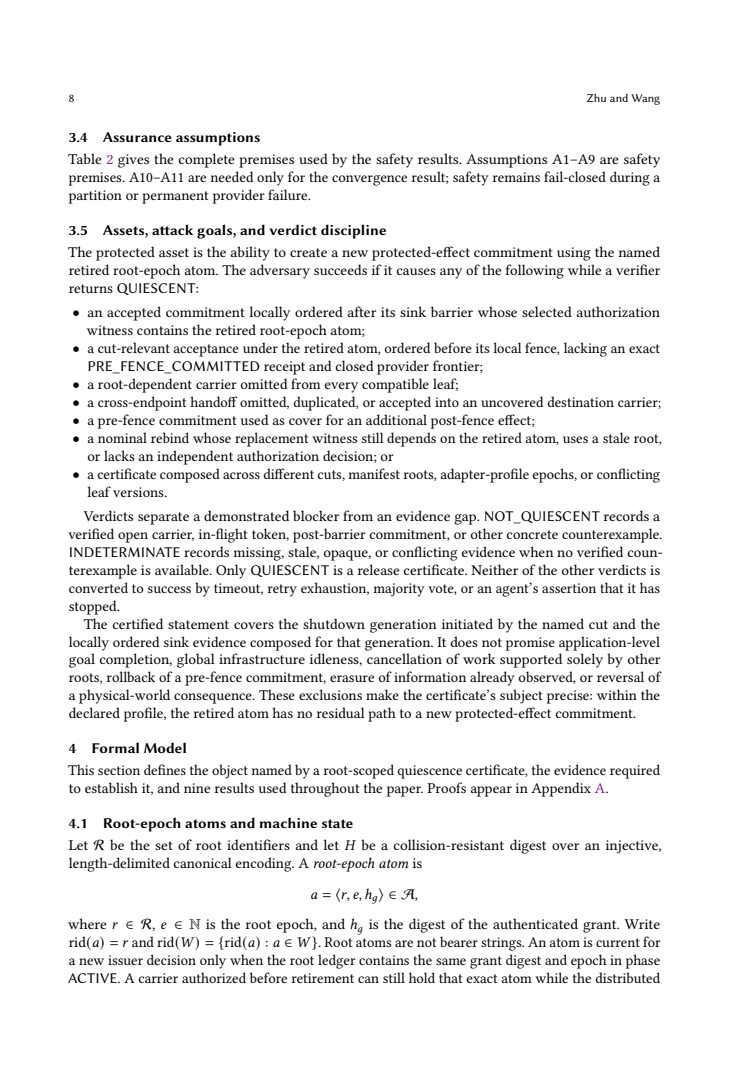 8
Zhu and Wang
3.4 Assurance assumptions
Table 2 gives the complete premises used by the safety results. Assumptions A1–A9 are safety
premises. A10–A11 are needed only for the convergence result; safety remains fail-closed during a
partition or permanent provider failure.
3.5 Assets, attack goals, and verdict discipline
The protected asset is the ability to create a new protected-effect commitment using the named
retired root-epoch atom. The adversary succeeds if it causes any of the following while a verifier
returns QUIESCENT:
• an accepted commitment locally ordered after its sink barrier whose selected authorization
witness contains the retired root-epoch atom;
• a cut-relevant acceptance under the retired atom, ordered before its local fence, lacking an exact
PRE_FENCE_COMMITTED receipt and closed provider frontier;
• a root-dependent carrier omitted from every compatible leaf;
• a cross-endpoint handoff omitted, duplicated, or accepted into an uncovered destination carrier;
• a pre-fence commitment used as cover for an additional post-fence effect;
• a nominal rebind whose replacement witness still depends on the retired atom, uses a stale root,
or lacks an independent authorization decision; or
• a certificate composed across different cuts, manifest roots, adapter-profile epochs, or conflicting
leaf versions.
Verdicts separate a demonstrated blocker from an evidence gap. NOT_QUIESCENT records a
verified open carrier, in-flight token, post-barrier commitment, or other concrete counterexample.
INDETERMINATE records missing, stale, opaque, or conflicting evidence when no verified coun-
terexample is available. Only QUIESCENT is a release certificate. Neither of the other verdicts is
converted to success by timeout, retry exhaustion, majority vote, or an agent's assertion that it has
stopped.
The certified statement covers the shutdown generation initiated by the named cut and the
locally ordered sink evidence composed for that generation. It does not promise application-level
goal completion, global infrastructure idleness, cancellation of work supported solely by other
roots, rollback of a pre-fence commitment, erasure of information already observed, or reversal of
a physical-world consequence. These exclusions make the certificate's subject precise: within the
declared profile, the retired atom has no residual path to a new protected-effect commitment.
4 Formal Model
This section defines the object named by a root-scoped quiescence certificate, the evidence required
to establish it, and nine results used throughout the paper. Proofs appear in Appendix A.
4.1 Root-epoch atoms and machine state
Let ℛ be the set of root identifiers and let H be a collision-resistant digest over an injective,
length-delimited canonical encoding. A root-epoch atom is
a = ⟨r, e, h_g⟩ ∈ 𝒜,
where r ∈ ℛ, e ∈ ℕ is the root epoch, and h_g is the digest of the authenticated grant. Write
rid(a) = r and rid(W) = {rid(a) : a ∈ W}. Root atoms are not bearer strings. An atom is current for
a new issuer decision only when the root ledger contains the same grant digest and epoch in phase
ACTIVE. A carrier authorized before retirement can still hold that exact atom while the distributed